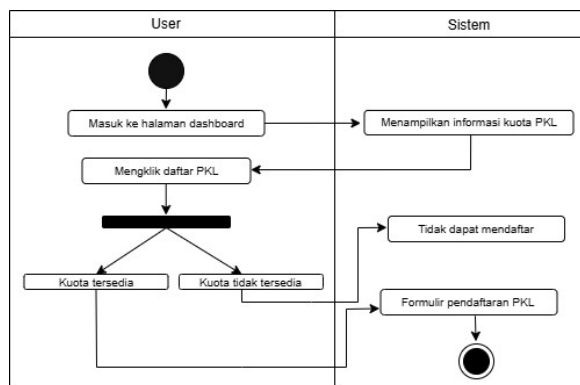 User
Sistem
Masuk ke halaman dashboard
Menampilkan informasi kuota PKL
Mengklik daftar PKL
Tidak dapat mendaftar
Kuota tersedia
Kuota tidak tersedia
Formulir pendaftaran PKL